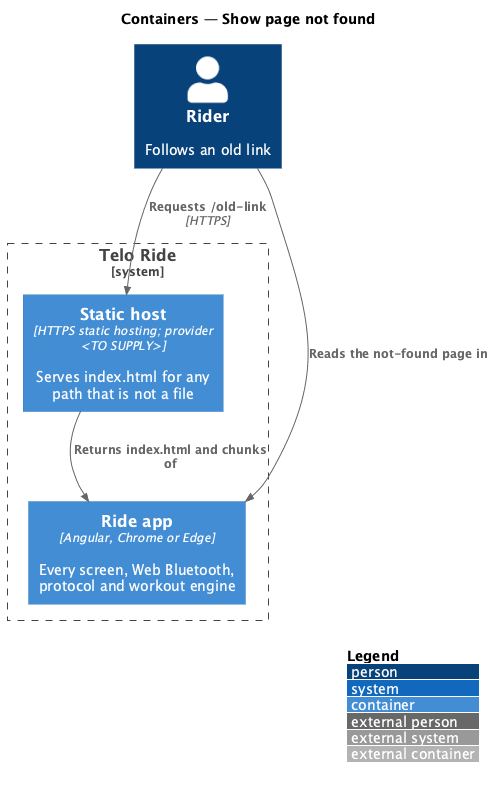 Containers — Show page not found
Rider
Follows an old link
Requests /old-link
[HTTPS]
Telo Ride
[system]
Static host
[HTTPS static hosting; provider
<TO SUPPLY>]
Serves index.html for any
path that is not a file
Reads the not-found page in
Returns index.html and chunks
of
Ride app
[Angular, Chrome or Edge]
Every screen, Web Bluetooth,
protocol and workout engine
Legend
person
system
container
external person
external system
external container